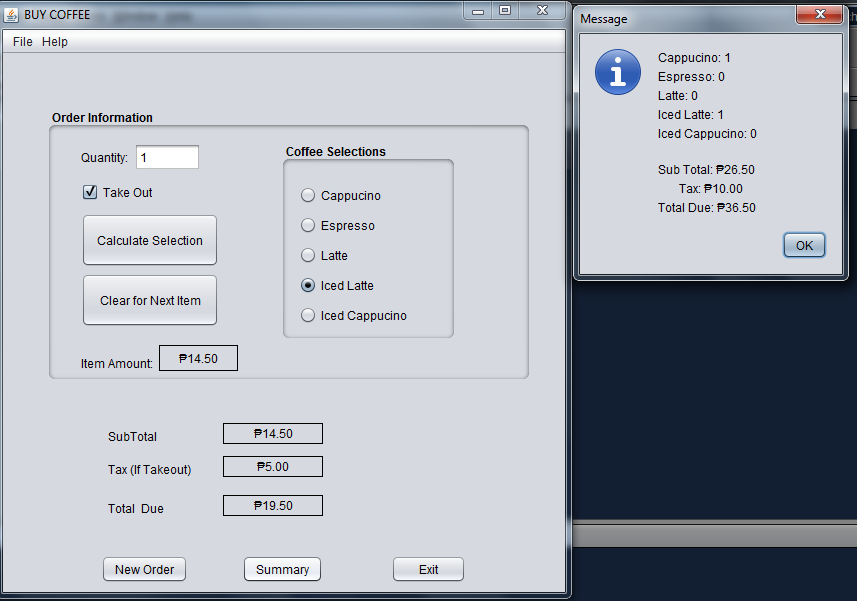 BUY COFFEE
File Help
Order Information
Quantity: 1
Take Out
Calculate Selection
Clear for Next Item
Item Amount: ₱14.50
Coffee Selections
Cappucino
Espresso
Latte
Iced Latte
Iced Cappucino
SubTotal ₱14.50
Tax (If Takeout) ₱5.00
Total Due ₱19.50
New Order Summary Exit
Message
Cappucino: 1
Espresso: 0
Latte: 0
Iced Latte: 1
Iced Cappucino: 0
Sub Total: ₱26.50
Tax: ₱10.00
Total Due: ₱36.50
OK